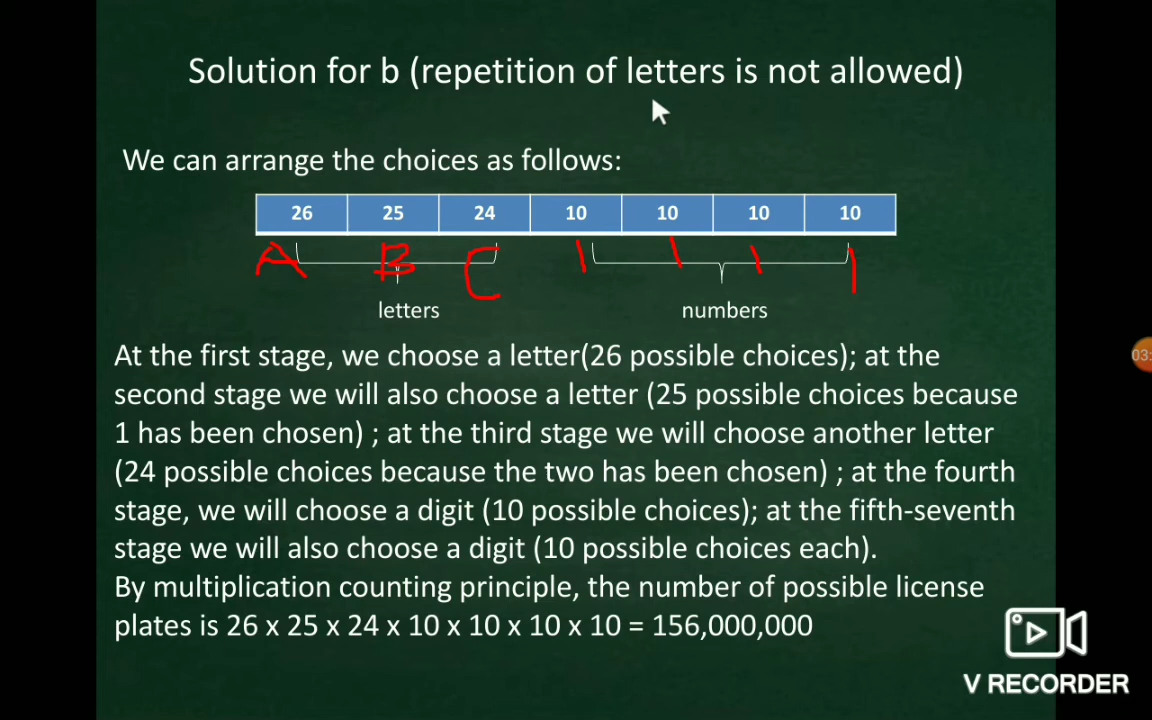 Solution for b (repetition of letters is not allowed)
We can arrange the choices as follows:
26 25 24 10 10 10 10
A B C 1 1 1 1
letters numbers
At the first stage, we choose a letter(26 possible choices); at the
second stage we will also choose a letter (25 possible choices because
1 has been chosen) ; at the third stage we will choose another letter
(24 possible choices because the two has been chosen) ; at the fourth
stage, we will choose a digit (10 possible choices); at the fifth-seventh
stage we will also choose a digit (10 possible choices each).
By multiplication counting principle, the number of possible license
plates is 26 x 25 x 24 x 10 x 10 x 10 x 10 = 156,000,000
V RECORDER